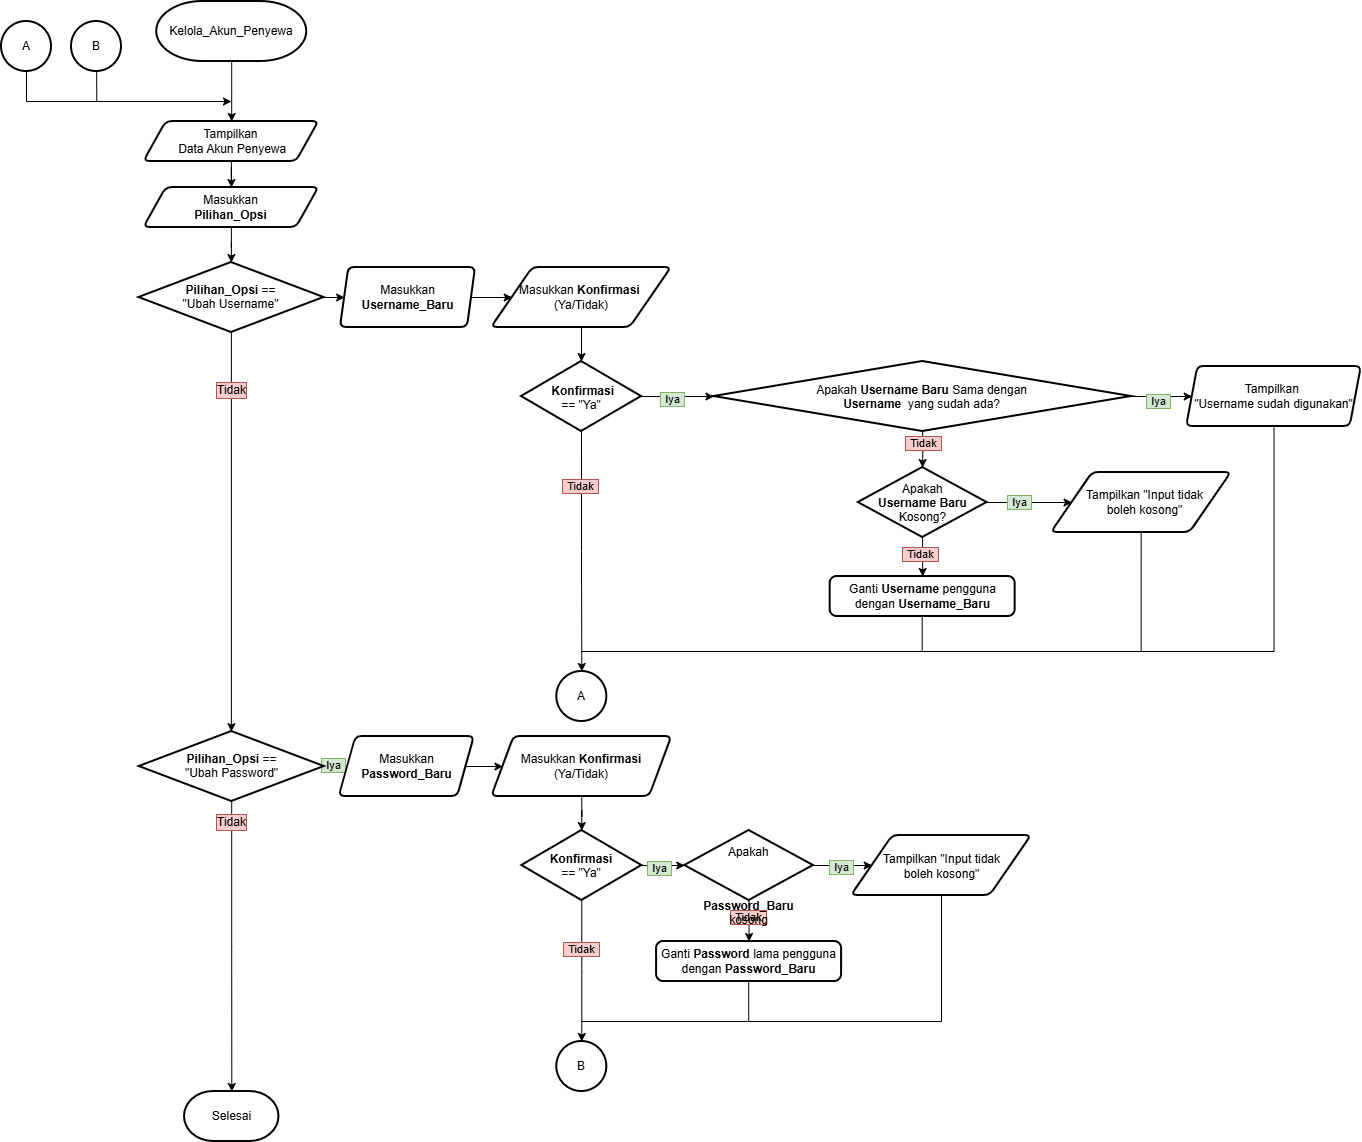 A
B
Kelola_Akun_Penyewa
Tampilkan
Data Akun Penyewa
Masukkan
Pilihan_Opsi
Pilihan_Opsi ==
"Ubah Username"
Masukkan
Username_Baru
Masukkan Konfirmasi
(Ya/Tidak)
Tidak
Konfirmasi
== "Ya"
Iya
Apakah Username Baru Sama dengan
Username yang sudah ada?
Iya
Tampilkan
"Username sudah digunakan"
Tidak
Tidak
Apakah
Username Baru
Kosong?
Iya
Tampilkan "Input tidak
boleh kosong"
Tidak
Ganti Username pengguna
dengan Username_Baru
A
Pilihan_Opsi ==
"Ubah Password"
Iya
Masukkan
Password_Baru
Masukkan Konfirmasi
(Ya/Tidak)
Tidak
Konfirmasi
== "Ya"
Iya
Apakah
Password_Baru
kosong
Iya
Tampilkan "Input tidak
boleh kosong"
Tidak
Tidak
Ganti Password lama pengguna
dengan Password_Baru
B
Selesai